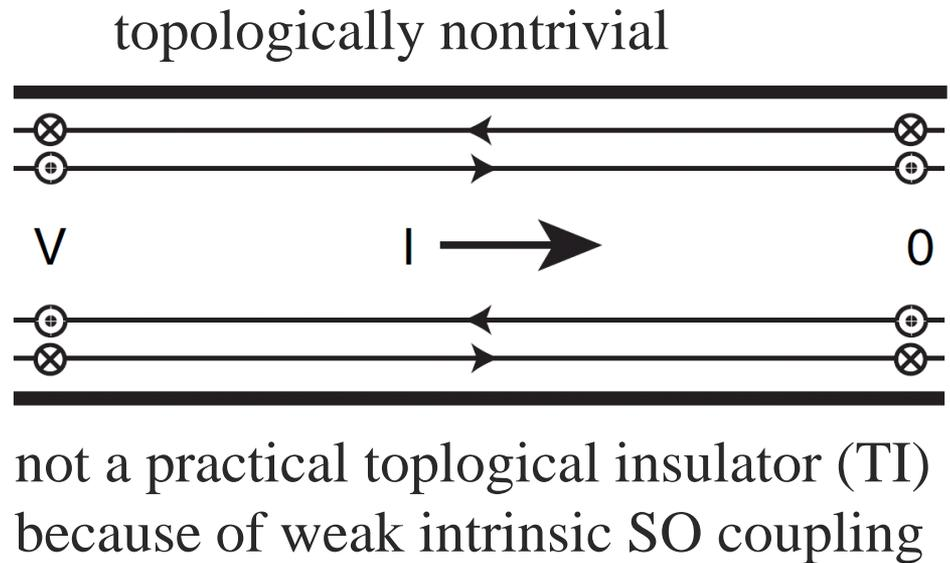 topologically nontrivial
V I 0
not a practical toplogical insulator (TI)
because of weak intrinsic SO coupling